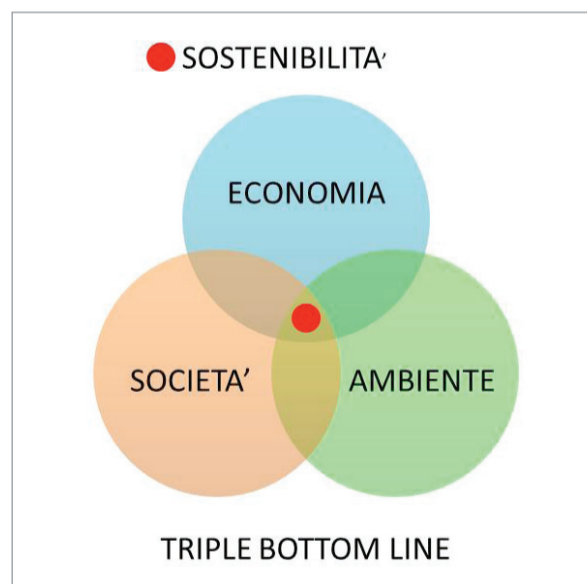 SOSTENIBILITA'
ECONOMIA
SOCIETA'
AMBIENTE
TRIPLE BOTTOM LINE